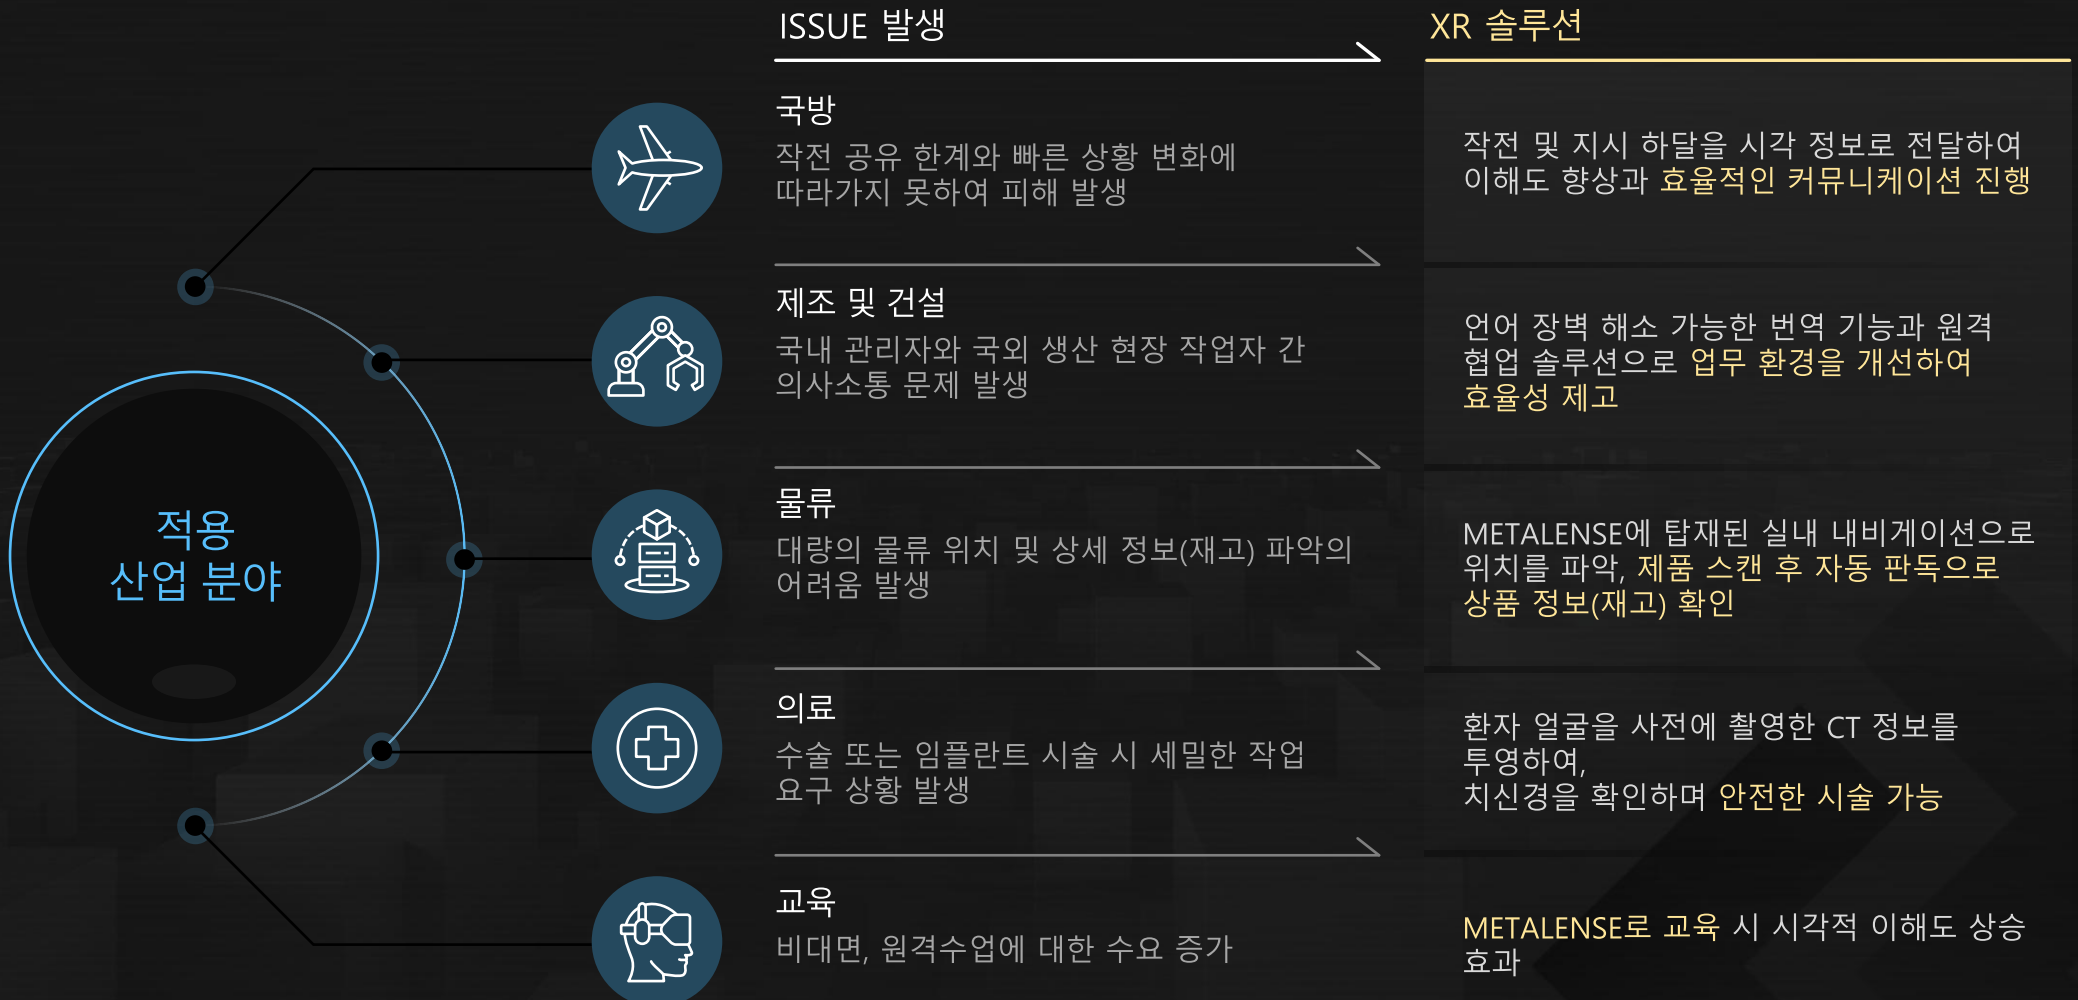 ISSUE 발생
XR 솔루션
적용
산업 분야
국방
작전 공유 한계와 빠른 상황 변화에
따라가지 못하여 피해 발생
작전 및 지시 하달을 시각 정보로 전달하여
이해도 향상과 효율적인 커뮤니케이션 진행
제조 및 건설
국내 관리자와 국외 생산 현장 작업자 간
의사소통 문제 발생
언어 장벽 해소 가능한 번역 기능과 원격
협업 솔루션으로 업무 환경을 개선하여
효율성 제고
물류
대량의 물류 위치 및 상세 정보(재고) 파악의
어려움 발생
METALENSE에 탑재된 실내 내비게이션으로
위치를 파악, 제품 스캔 후 자동 판독으로
상품 정보(재고) 확인
의료
수술 또는 임플란트 시술 시 세밀한 작업
요구 상황 발생
환자 얼굴을 사전에 촬영한 CT 정보를
투영하여,
치신경을 확인하며 안전한 시술 가능
교육
비대면, 원격수업에 대한 수요 증가
METALENSE로 교육 시 시각적 이해도 상승
효과